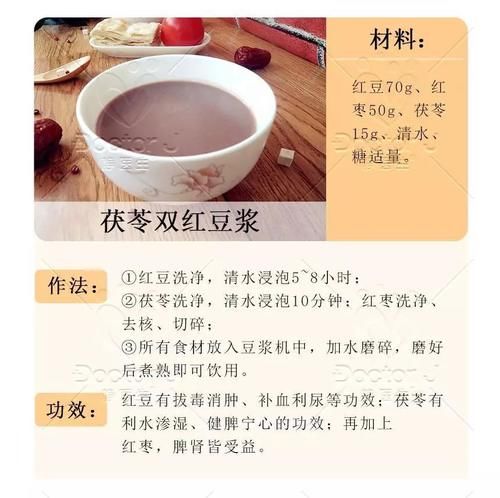 材料：
红豆70g、红
枣50g、茯苓
15g、清水、
糖适量。
Doctor J
茯苓双红豆浆
作法：
①红豆洗净，清水浸泡5~8小时；
②茯苓洗净，清水浸泡10分钟；红枣洗净、
去核、切碎；
③所有食材放入豆浆机中，加水磨碎，磨好
后煮熟即可饮用。
Doctor J
功效：
红豆有拔毒消肿、补血利尿等功效；茯苓有
利水渗湿、健脾宁心的功效；再加上
红枣，脾肾皆受益。